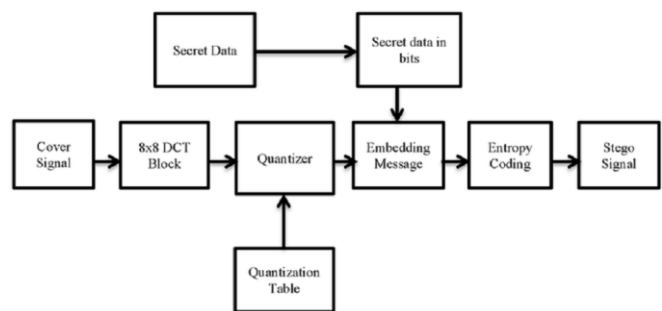 Secret Data
Secret data in
bits
Cover
Signal
8x8 DCT
Block
Quantizer
Embedding
Message
Entropy
Coding
Stego
Signal
Quantization
Table